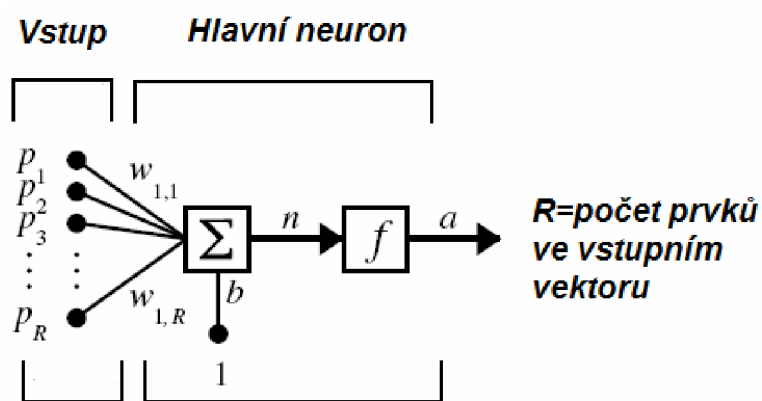 Vstup
Hlavní neuron
p1
p2
p3
pR
w1,1
w1,R
Σ
n
f
a
b
1
R=počet prvků
ve vstupním
vektoru